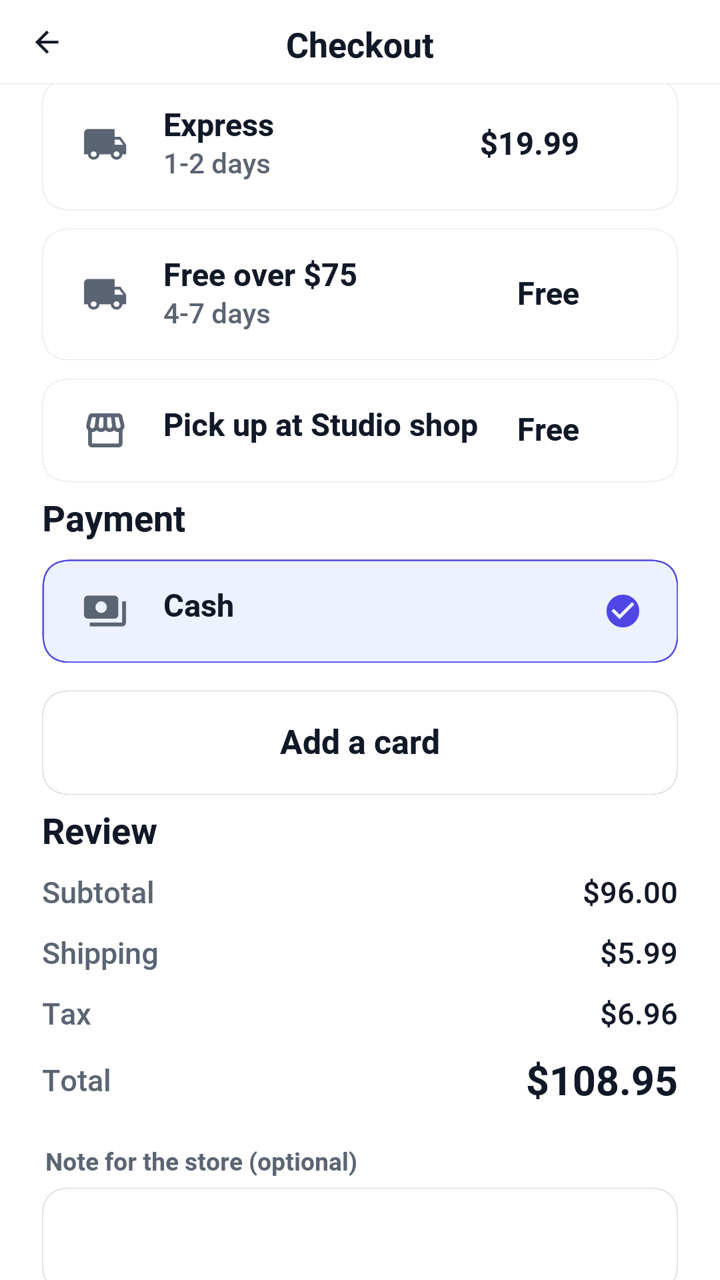 Checkout
Express
1-2 days
$19.99
Free over $75
4-7 days
Free
Pick up at Studio shop
Free
Payment
Cash
Add a card
Review
Subtotal
$96.00
Shipping
$5.99
Tax
$6.96
Total
$108.95
Note for the store (optional)